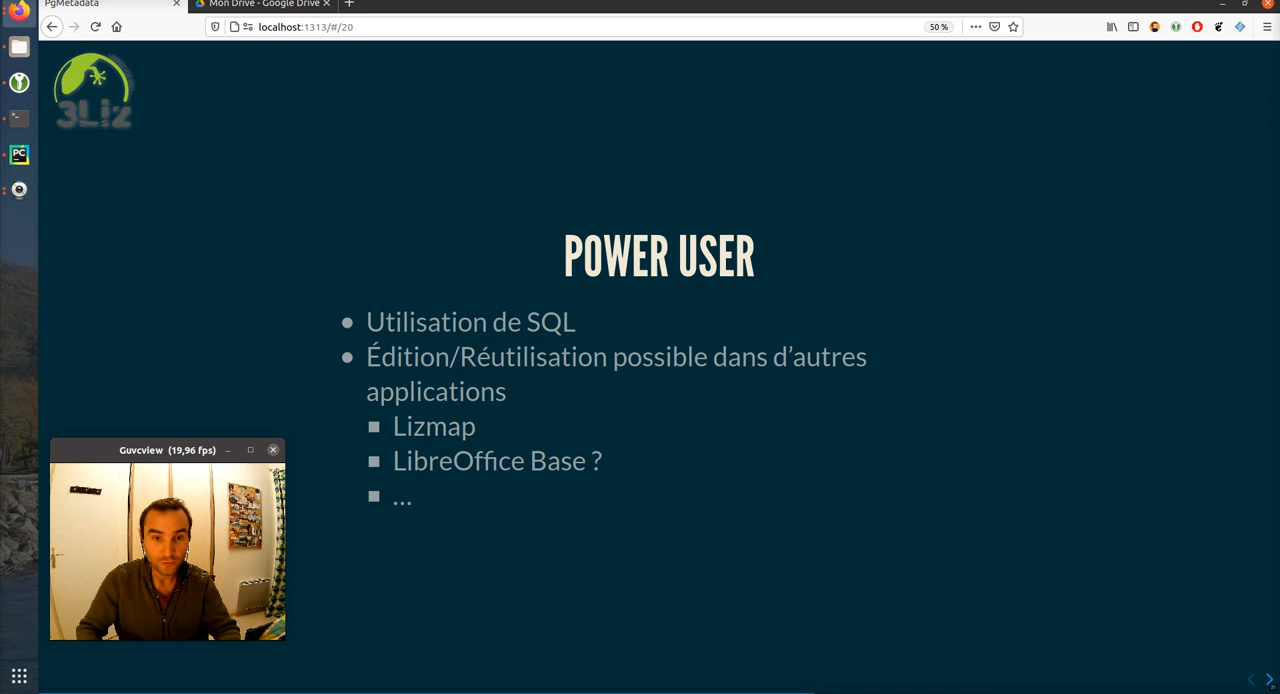 PgMetadata
Mon Drive - Google Drive
localhost:1313/#/20
50 %
3Liz
PC
POWER USER
Utilisation de SQL
Édition/Réutilisation possible dans d’autres
applications
Lizmap
LibreOffice Base ?
...
Guvcview (19,96 fps)